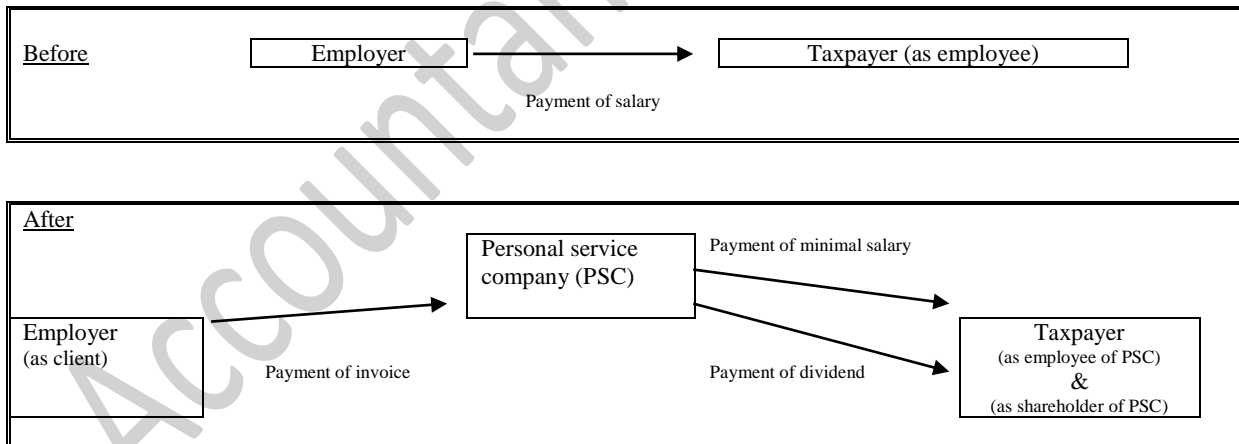 Before
Employer
Taxpayer (as employee)
Payment of salary
After
Personal service
company (PSC)
Payment of minimal salary
Employer
(as client)
Payment of invoice
Payment of dividend
Taxpayer
(as employee of PSC)
&
(as shareholder of PSC)
Accountan